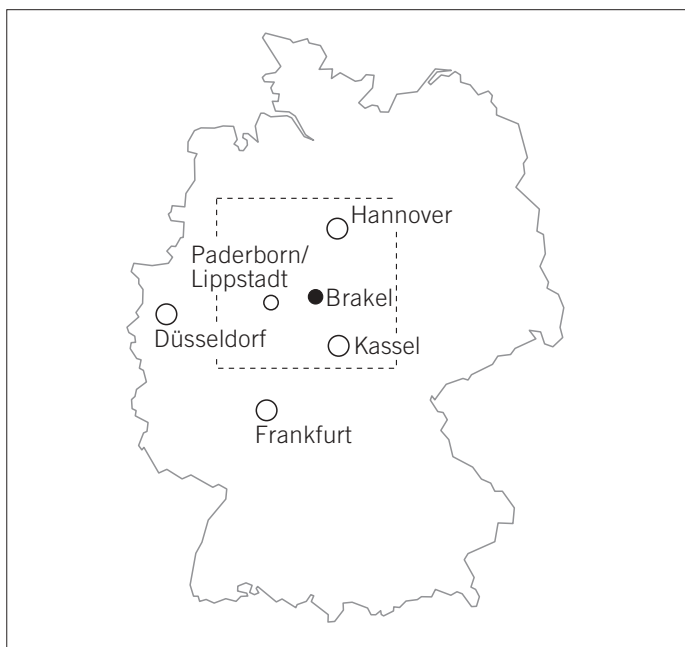 Hannover
Paderborn/
Lippstadt
Brakel
Düsseldorf
Kassel
Frankfurt